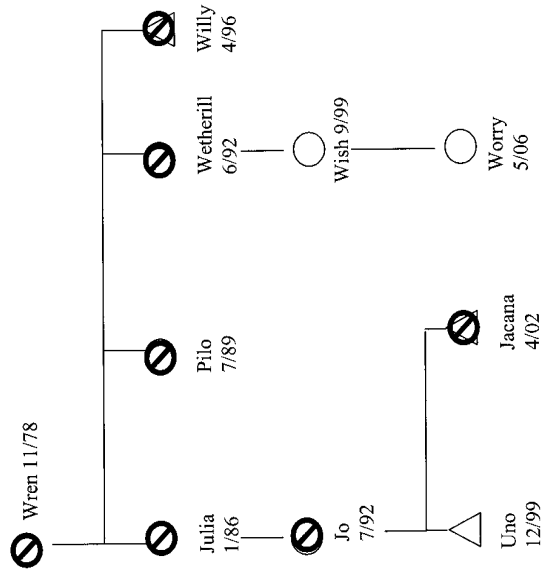 Wren 11/78
Julia
1/86
Pilo
7/89
Wetherill
6/92
Willy
4/96
Jo
7/92
Wish 9/99
Uno
12/99
Jacana
4/02
Worry
5/06